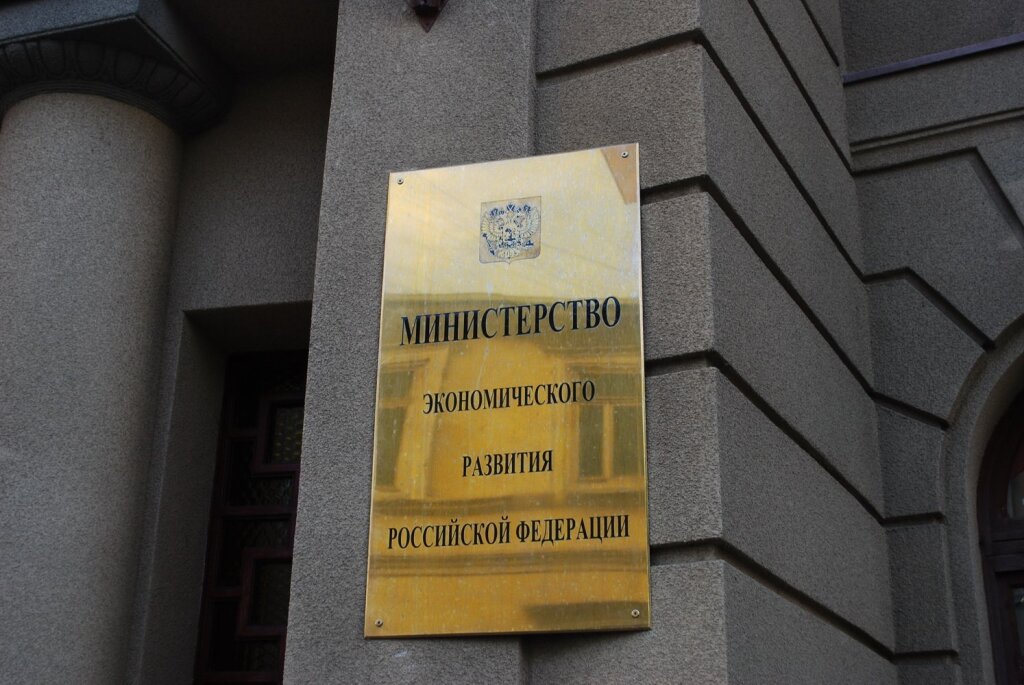 МИНИСТЕРСТВО
ЭКОНОМИЧЕСКОГО
РАЗВИТИЯ
РОССИЙСКОЙ ФЕДЕРАЦИИ